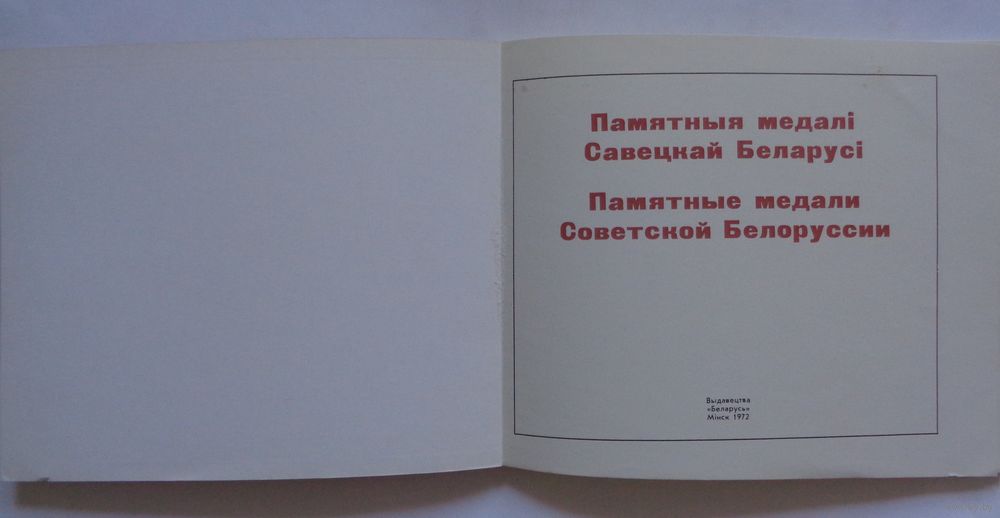 Памятныя медалі
Савецкай Беларусі
Памятные медали
Советской Белоруссии
Выдавецтва
«Беларусь»
Мінск 1972